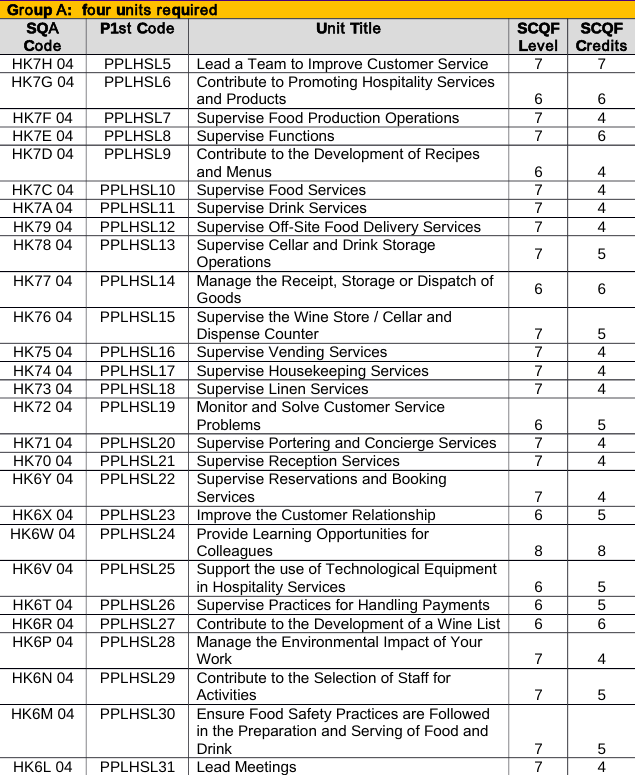 Group A:  four units required
SQA Code P1st Code Unit Title SCQF Level SCQF Credits
HK7H 04 PPLHSL5 Lead a Team to Improve Customer Service 7 7
HK7G 04 PPLHSL6 Contribute to Promoting Hospitality Services
and Products 6 6
HK7F 04 PPLHSL7 Supervise Food Production Operations 7 4
HK7E 04 PPLHSL8 Supervise Functions 7 6
HK7D 04 PPLHSL9 Contribute to the Development of Recipes
and Menus 6 4
HK7C 04 PPLHSL10 Supervise Food Services 7 4
HK7A 04 PPLHSL11 Supervise Drink Services 7 4
HK79 04 PPLHSL12 Supervise Off-Site Food Delivery Services 7 4
HK78 04 PPLHSL13 Supervise Cellar and Drink Storage
Operations 7 5
HK77 04 PPLHSL14 Manage the Receipt, Storage or Dispatch of
Goods 6 6
HK76 04 PPLHSL15 Supervise the Wine Store / Cellar and
Dispense Counter 7 5
HK75 04 PPLHSL16 Supervise Vending Services 7 4
HK74 04 PPLHSL17 Supervise Housekeeping Services 7 4
HK73 04 PPLHSL18 Supervise Linen Services 7 4
HK72 04 PPLHSL19 Monitor and Solve Customer Service
Problems 6 5
HK71 04 PPLHSL20 Supervise Portering and Concierge Services 7 4
HK70 04 PPLHSL21 Supervise Reception Services 7 4
HK6Y 04 PPLHSL22 Supervise Reservations and Booking
Services 7 4
HK6X 04 PPLHSL23 Improve the Customer Relationship 6 5
HK6W 04 PPLHSL24 Provide Learning Opportunities for
Colleagues 8 8
HK6V 04 PPLHSL25 Support the use of Technological Equipment
in Hospitality Services 6 5
HK6T 04 PPLHSL26 Supervise Practices for Handling Payments 6 5
HK6R 04 PPLHSL27 Contribute to the Development of a Wine List 6 6
HK6P 04 PPLHSL28 Manage the Environmental Impact of Your
Work 7 4
HK6N 04 PPLHSL29 Contribute to the Selection of Staff for
Activities 7 5
HK6M 04 PPLHSL30 Ensure Food Safety Practices are Followed
in the Preparation and Serving of Food and
Drink 7 5
HK6L 04 PPLHSL31 Lead Meetings 7 4